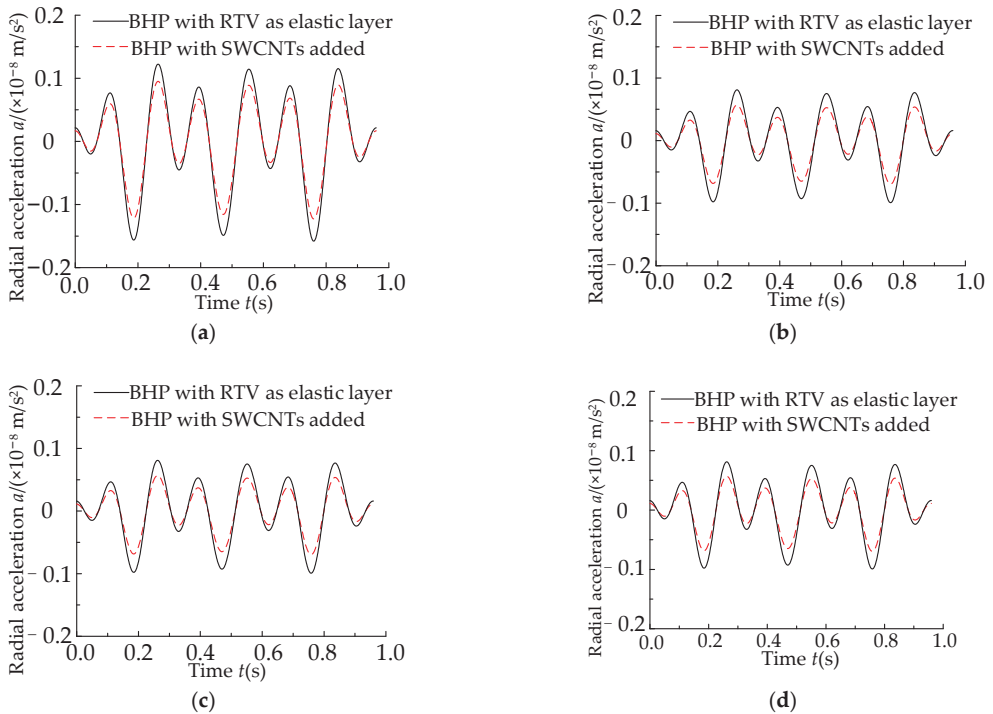 Radial acceleration a/(×10⁻⁸ m/s²)
BHP with RTV as elastic layer
BHP with SWCNTs added
0.2
0.1
0
−0.1
−0.2
0.0 0.2 0.4 0.6 0.8 1.0
Time t(s)
(a)
Radial acceleration a/(×10⁻⁸ m/s²)
BHP with RTV as elastic layer
BHP with SWCNTs added
0.2
0.1
0
− 0.1
− 0.2
0.0 0.2 0.4 0.6 0.8 1.0
Time t(s)
(b)
Radial acceleration a/(×10⁻⁸ m/s²)
BHP with RTV as elastic layer
BHP with SWCNTs added
0.2
0.1
0
− 0.1
− 0.2
0.0 0.2 0.4 0.6 0.8 1.0
Time t(s)
(c)
Radial acceleration a/(×10⁻⁸ m/s²)
BHP with RTV as elastic layer
BHP with SWCNTs added
0.2
0.1
0
− 0.1
− 0.2
0.0 0.2 0.4 0.6 0.8 1.0
Time t(s)
(d)